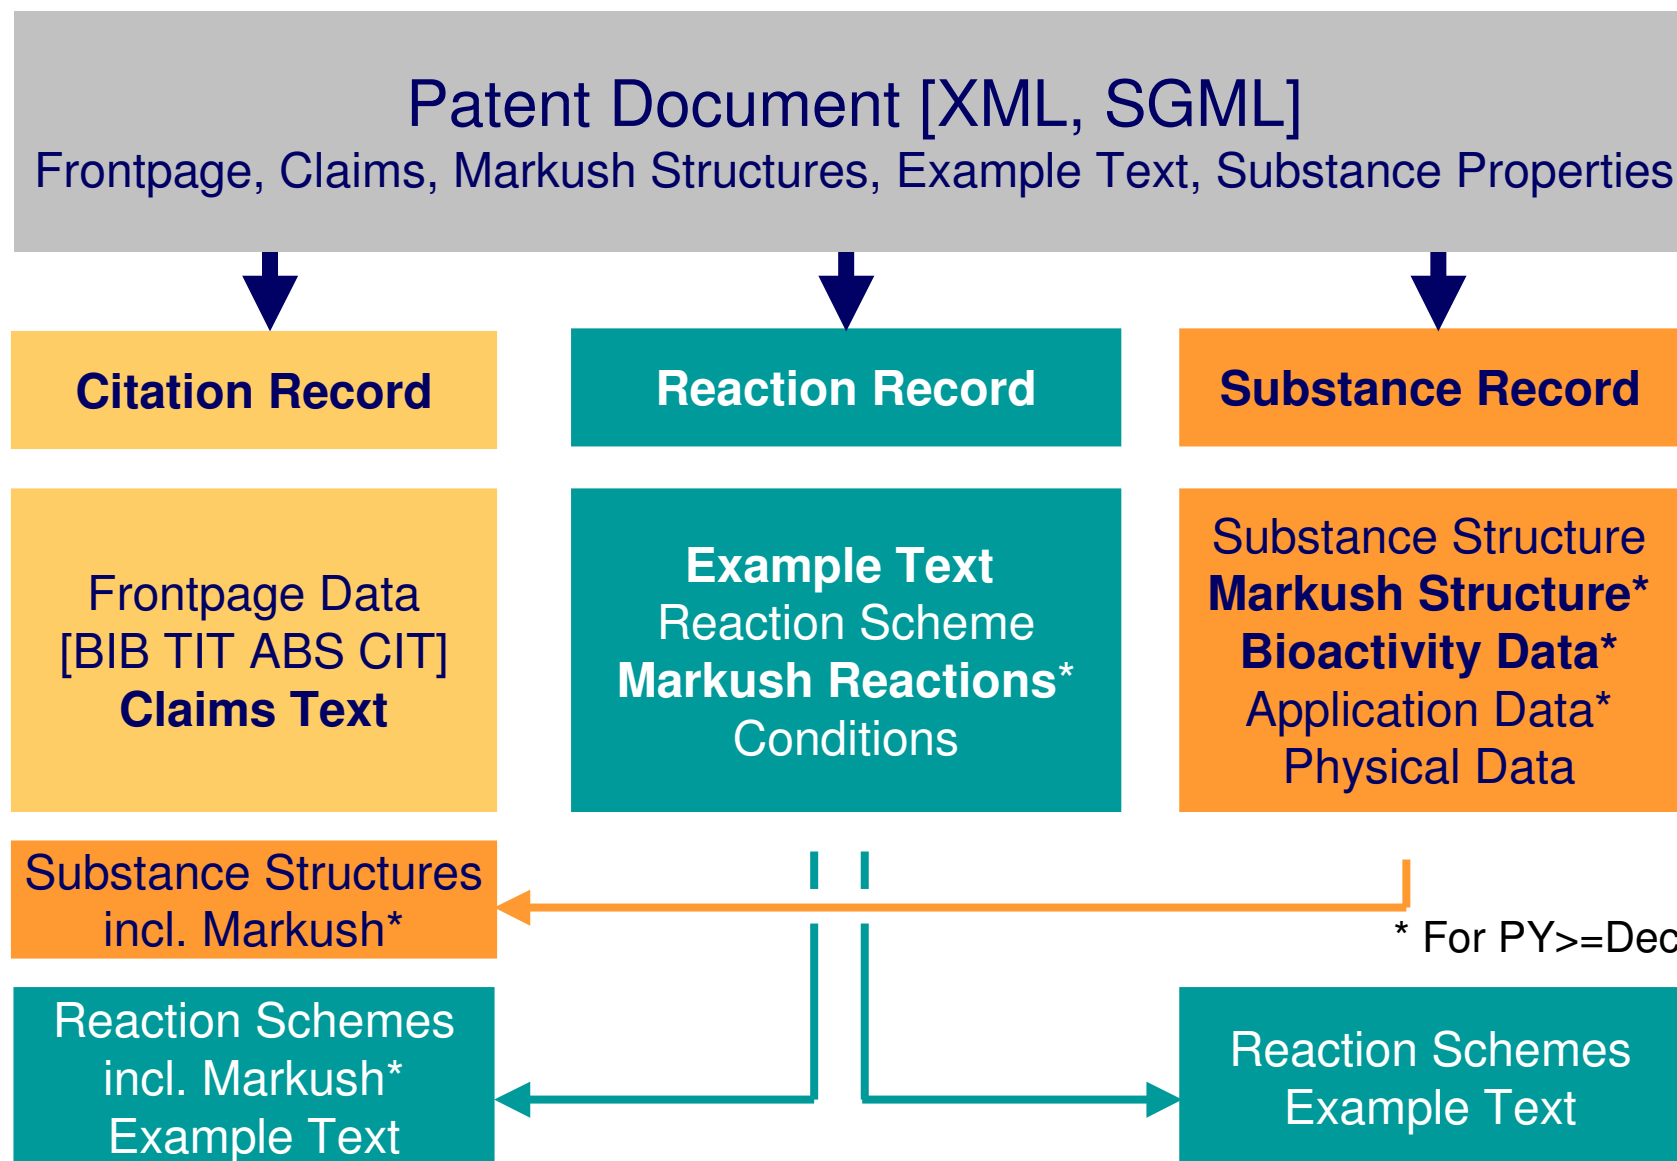 Patent Document [XML, SGML]
Frontpage, Claims, Markush Structures, Example Text, Substance Properties
Citation Record
Reaction Record
Substance Record
Frontpage Data
[BIB TIT ABS CIT]
Claims Text
Example Text
Reaction Scheme
Markush Reactions*
Conditions
Substance Structure
Markush Structure*
Bioactivity Data*
Application Data*
Physical Data
Substance Structures
incl. Markush*
* For PY>=Dec
Reaction Schemes
incl. Markush*
Example Text
Reaction Schemes
Example Text